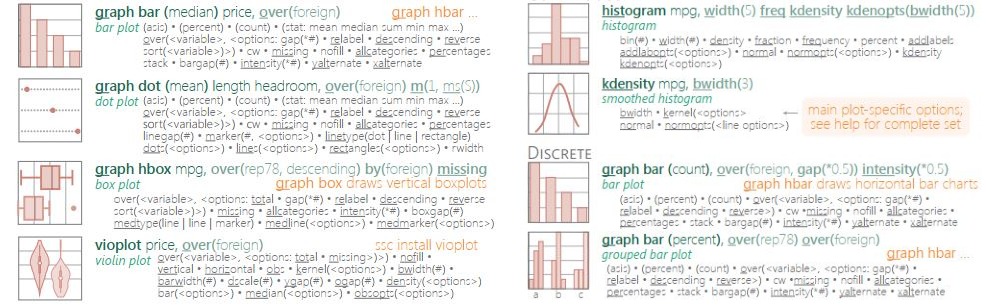 graph bar (median) price, over(foreign) graph hbar ...
bar plot (asis) • (percent) • (count) • (stat: mean median sum min max ...)
over(<variable>, <options: gap(*#) • relabel • descending • reverse
sort(<variable>)>) • cw • missing • nofill • allcategories • percentages
stack • bargap(#) • intensity(*#) • yalternate • xalternate
graph dot (mean) length headroom, over(foreign) m(1, ms(S))
dot plot (asis) • (percent) • (count) • (stat: mean median sum min max ...)
over(<variable>, <options: gap(*#) • relabel • descending • reverse
sort(<variable>)>) • cw • missing • nofill • allcategories • percentages
linegap(#) • marker(#, <options>) • linetype(dot | line | rectangle)
dots(<options>) • lines(<options>) • rectangles(<options>) • rwidth
graph hbox mpg, over(rep78, descending) by(foreign) missing
box plot graph box draws vertical boxplots
over(<variable>, <options: total • gap(*#) • relabel • descending • reverse
sort(<variable>)>) • missing • allcategories • intensity(*#) • boxgap(#)
medtype(line | line | marker) • medline(<options>) • medmarker(<options>)
vioplot price, over(foreign) ssc install vioplot
violin plot over(<variable>, <options: total • missing>)>) • nofill •
vertical • horizontal • obs • kernel(<options>) • bwidth(#) •
barwidth(#) • dscale(#) • ygap(#) • ogap(#) • density(<options>)
bar(<options>) • median(<options>) • obsopts(<options>)
histogram mpg, width(5) freq kdensity kdenopts(bwidth(5))
histogram
bin(#) • width(#) • density • fraction • frequency • percent • addlabels
addlabopts(<options>) • normal • normopts(<options>) • kdensity
kdenopts(<options>)
kdensity mpg, bwidth(3)
smoothed histogram
bwidth • kernel(<options>
normal • normopts(<line options>)
← main plot-specific options;
see help for complete set
DISCRETE
graph bar (count), over(foreign, gap(*0.5)) intensity(*0.5)
bar plot graph hbar draws horizontal bar charts
(asis) • (percent) • (count) • over(<variable>, <options: gap(*#) •
relabel • descending • reverse>) • cw •missing • nofill • allcategories •
percentages • stack • bargap(#) • intensity(*#) • yalternate • xalternate
graph bar (percent), over(rep78) over(foreign)
grouped bar plot graph hbar ...
(asis) • (percent) • (count) • over(<variable>, <options: gap(*#) •
relabel • descending • reverse>) • cw •missing • nofill • allcategories •
percentages • stack • bargap(#) • intensity(*#) • yalternate • xalternate
a b c